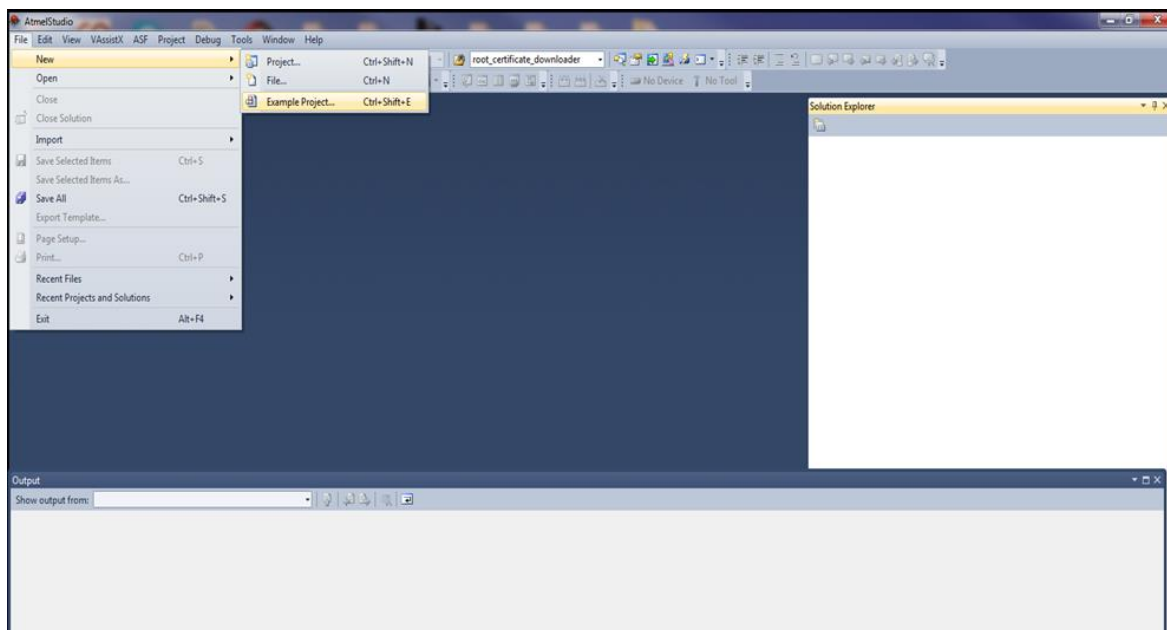 AtmelStudio
File Edit View VAssistX ASF Project Debug Tools Window Help
New
Project... Ctrl+Shift+N
root_certificate_downloader
Open
File... Ctrl+N
No Device No Tool
Close
Example Project... Ctrl+Shift+E
Solution Explorer
Close Solution
Import
Save Selected Items Ctrl+S
Save Selected Items As...
Save All Ctrl+Shift+S
Export Template...
Page Setup...
Print... Ctrl+P
Recent Files
Recent Projects and Solutions
Exit Alt+F4
Output
Show output from: